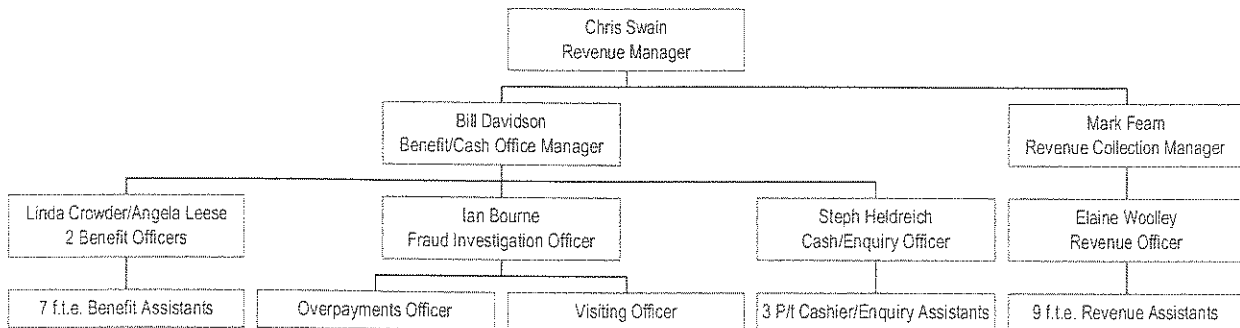 Chris Swain
Revenue Manager
Bill Davidson
Benefit/Cash Office Manager
Mark Fearn
Revenue Collection Manager
Linda Crowder/Angela Leese
2 Benefit Officers
Ian Bourne
Fraud Investigation Officer
Steph Heldreich
Cash/Enquiry Officer
Elaine Woolley
Revenue Officer
7 f.t.e. Benefit Assistants
Overpayments Officer
Visiting Officer
3 P/t Cashier/Enquiry Assistants
9 f.t.e. Revenue Assistants